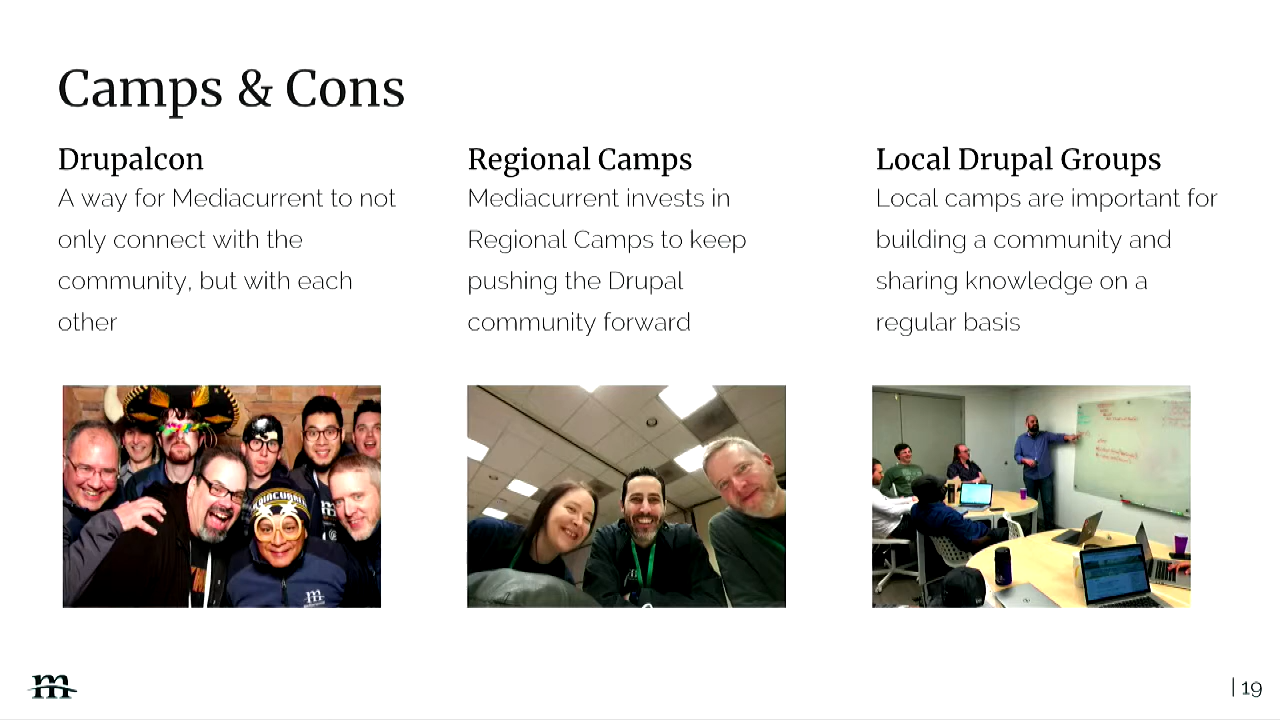 Camps & Cons
Drupalcon
A way for Mediacurrent to not
only connect with the
community, but with each
other
Regional Camps
Mediacurrent invests in
Regional Camps to keep
pushing the Drupal
community forward
Local Drupal Groups
Local camps are important for
building a community and
sharing knowledge on a
regular basis
m
| 19